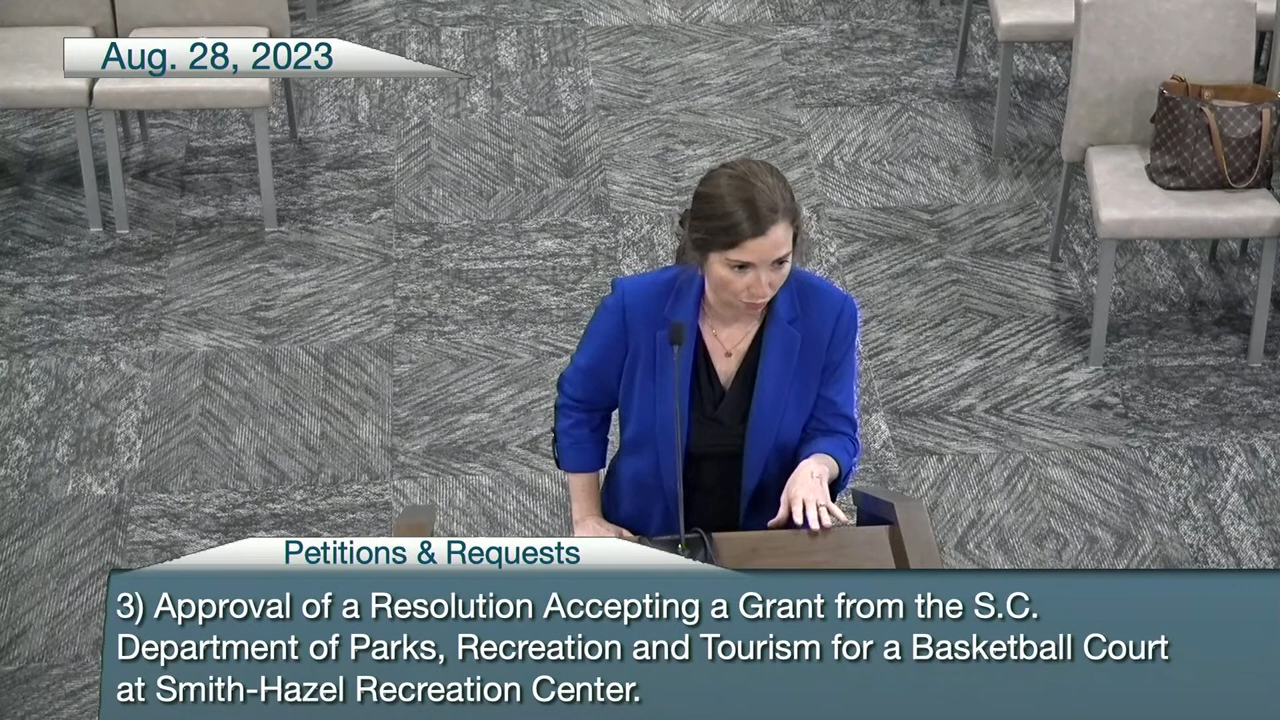 Aug. 28, 2023
Petitions & Requests
3) Approval of a Resolution Accepting a Grant from the S.C.
Department of Parks, Recreation and Tourism for a Basketball Court
at Smith-Hazel Recreation Center.